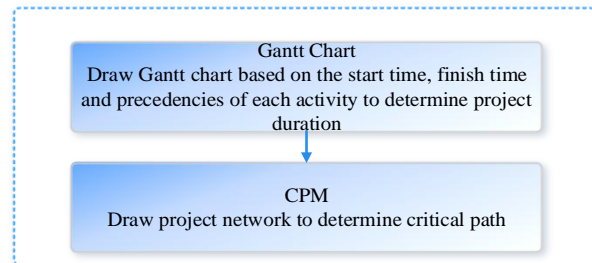 Gantt Chart
Draw Gantt chart based on the start time, finish time
and precedencies of each activity to determine project
duration
CPM
Draw project network to determine critical path